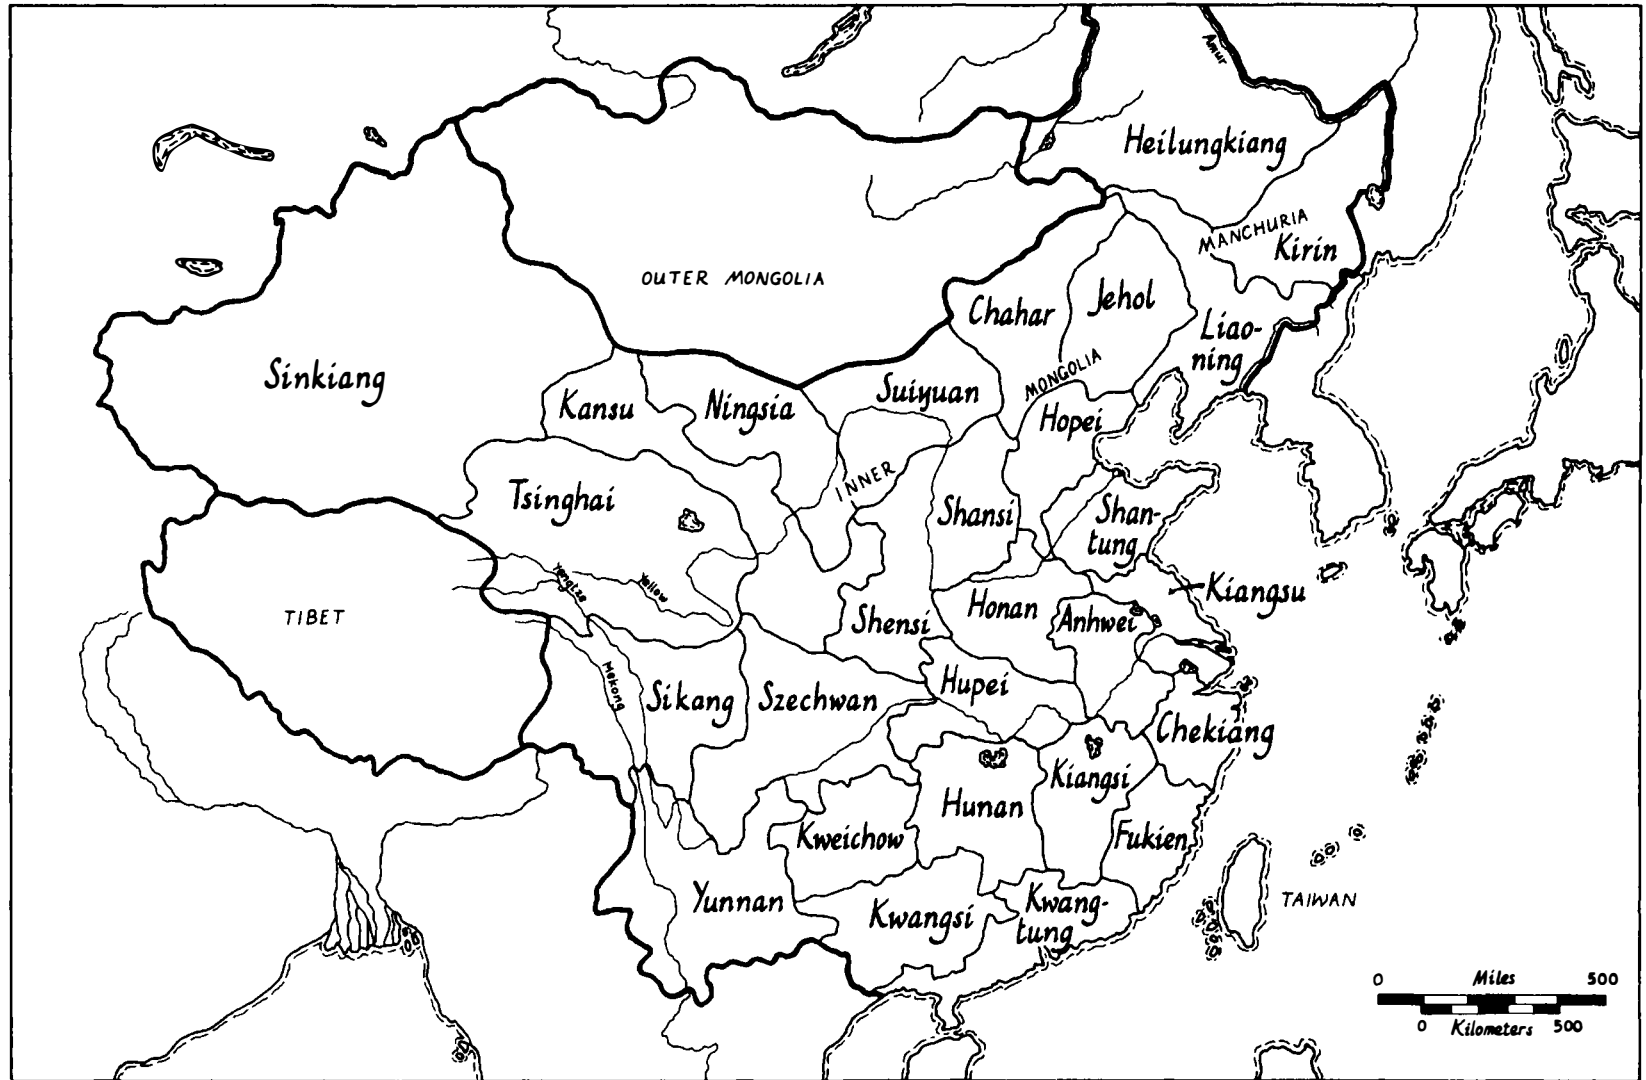 Amur
Heilungkiang
MANCHURIA
Kirin
OUTER MONGOLIA
Chahar
Jehol
Liao-
ning
Sinkiang
Kansu
Ningsia
Suiyuan
MONGOLIA
Hopei
INNER
Tsinghai
Shansi
Shan-
tung
Yangtze
Yellow
Kiangsu
TIBET
Shensi
Honan
Anhwei
Mekong
Sikang
Szechwan
Hupei
Chekiang
Kiangsi
Hunan
Kweichow
Fukien
Yunnan
Kwangsi
Kwang-
tung
TAIWAN
0 Miles 500
0 Kilometers 500